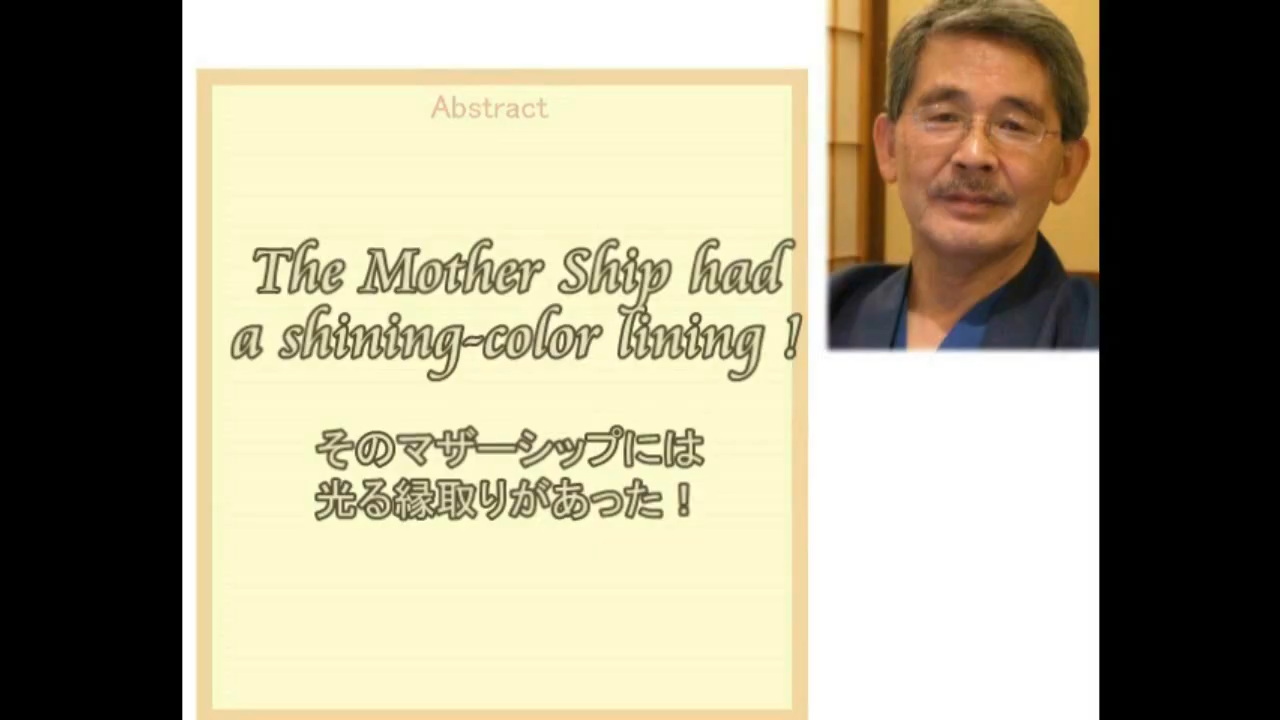 Abstract
The Mother Ship had
a shining-color lining !
そのマザーシップには
光る縁取りがあった！